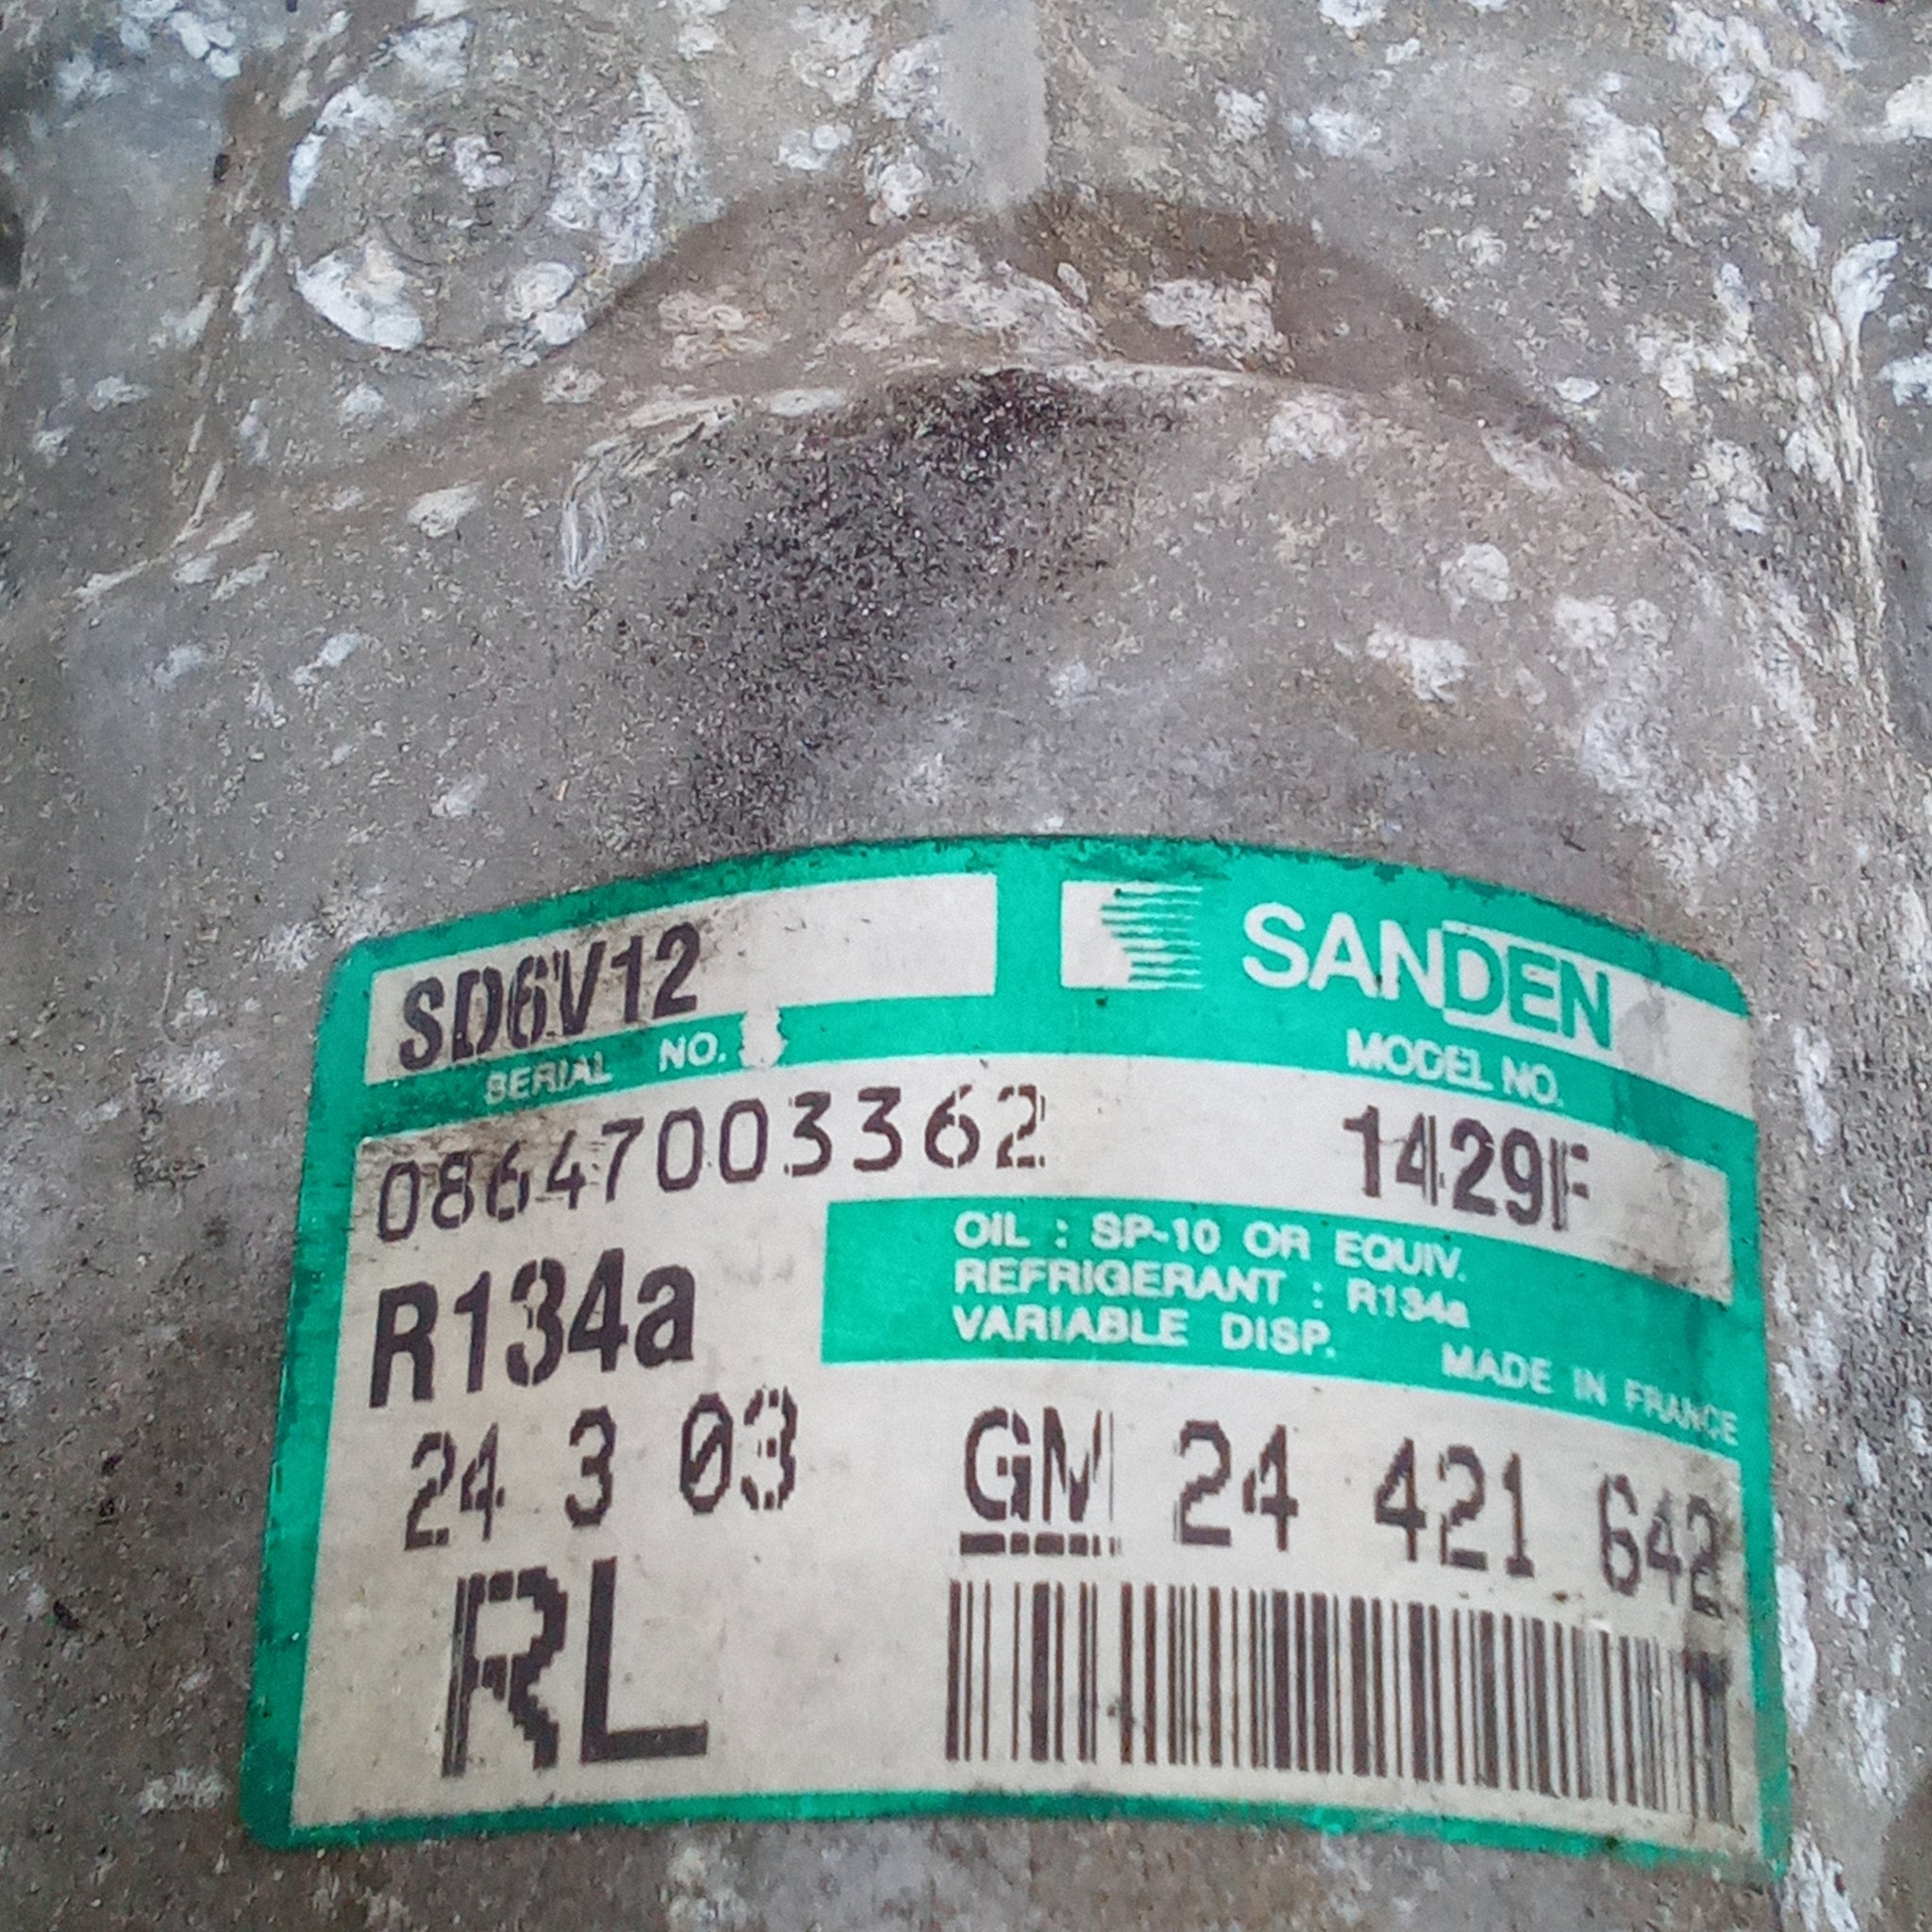 SD6V12
SANDEN
SERIAL NO.
MODEL NO.
08647003362
1429F
OIL : SP-10 OR EQUIV.
REFRIGERANT : R134a
VARIABLE DISP.
MADE IN FRANCE
R134a
24 3 03
GM 24 421 642
RL